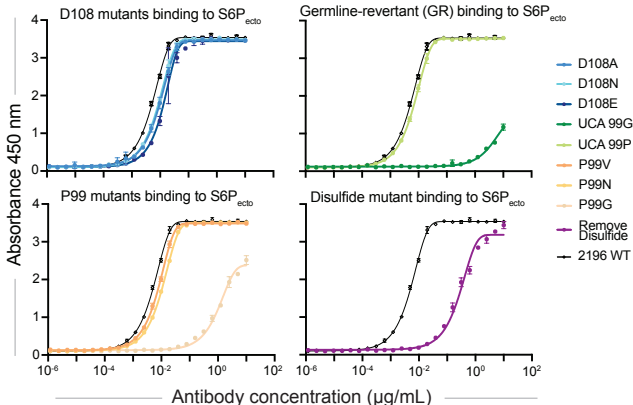 D108 mutants binding to S6Pecto
Germline-revertant (GR) binding to S6Pecto
4
3
2
1
0
D108A
D108N
D108E
UCA 99G
UCA 99P
P99V
P99N
P99G
Remove
Disulfide
2196 WT
Absorbance 450 nm
P99 mutants binding to S6Pecto
Disulfide mutant binding to S6Pecto
4
3
2
1
0
10-6 10-4 10-2 100 102
10-6 10-4 10-2 100 102
Antibody concentration (μg/mL)